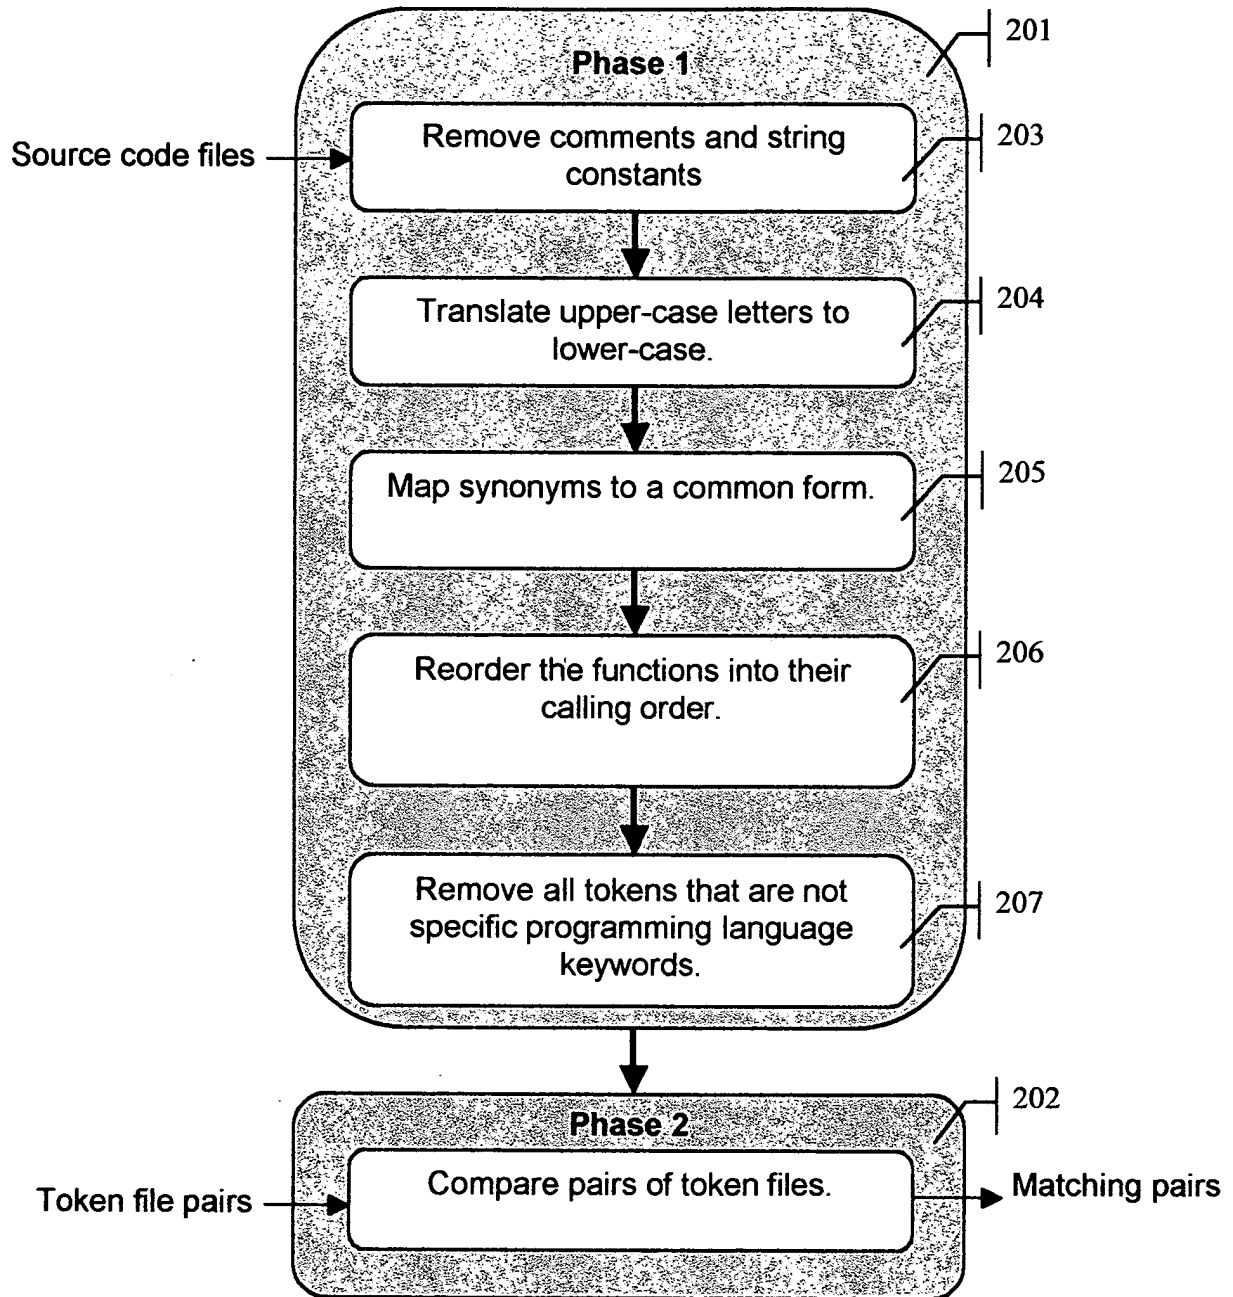 201
Phase 1
Source code files
Remove comments and string
constants
203
Translate upper-case letters to
lower-case.
204
Map synonyms to a common form.
205
Reorder the functions into their
calling order.
206
Remove all tokens that are not
specific programming language
keywords.
207
202
Phase 2
Token file pairs
Compare pairs of token files.
Matching pairs